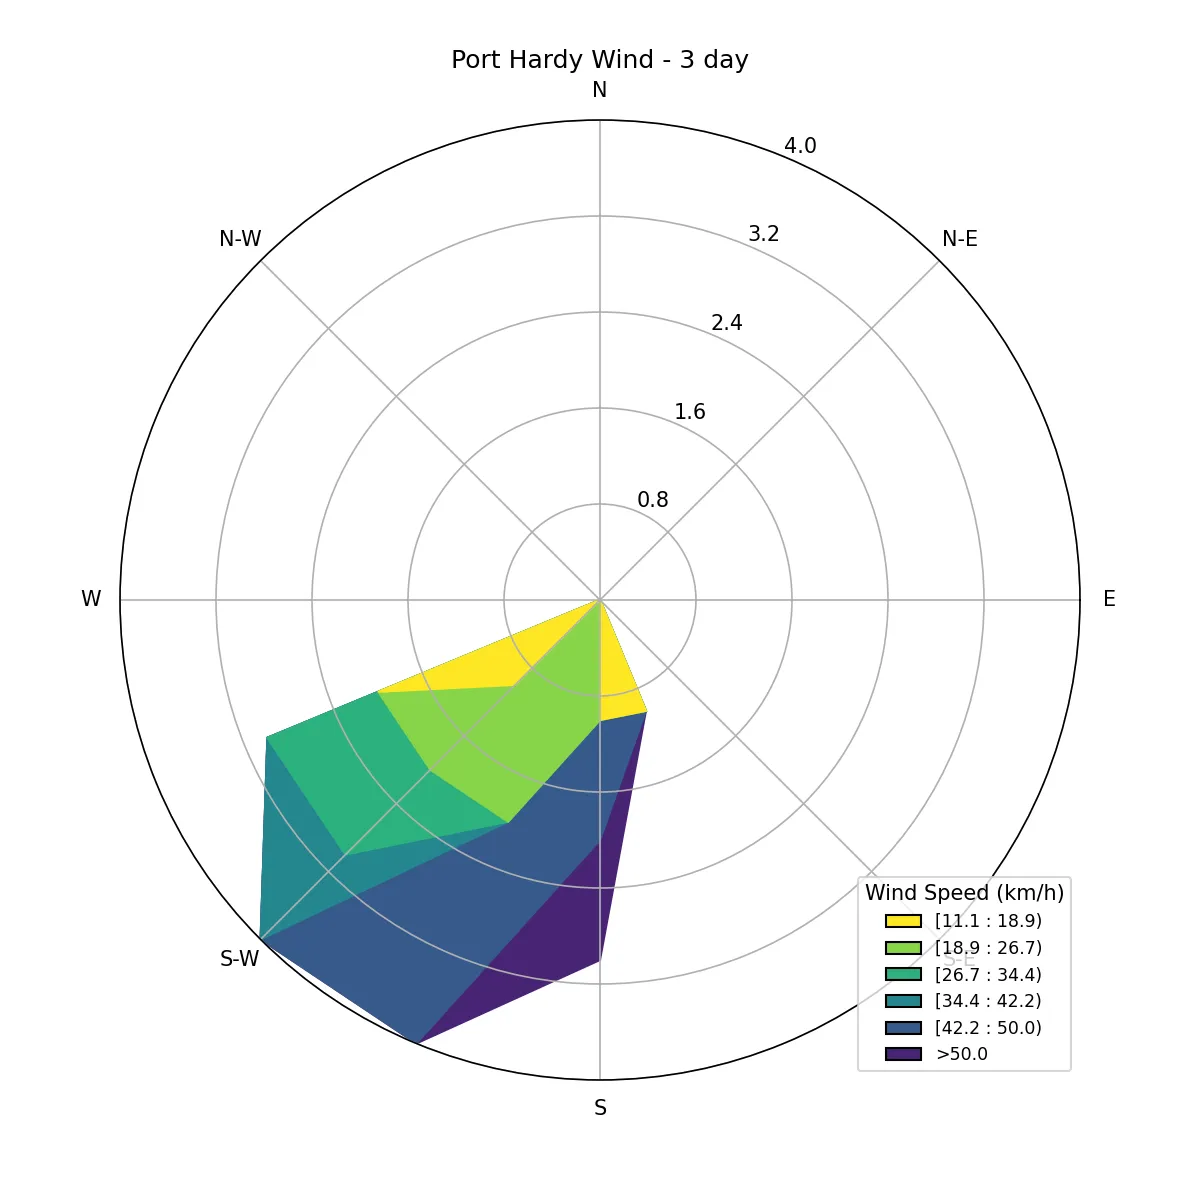 Port Hardy Wind - 3 day
N
4.0
N-W
N-E
3.2
2.4
1.6
0.8
W
E
Wind Speed (km/h)
[11.1 : 18.9)
[18.9 : 26.7)
S-W
S-E
[26.7 : 34.4)
[34.4 : 42.2)
[42.2 : 50.0)
>50.0
S